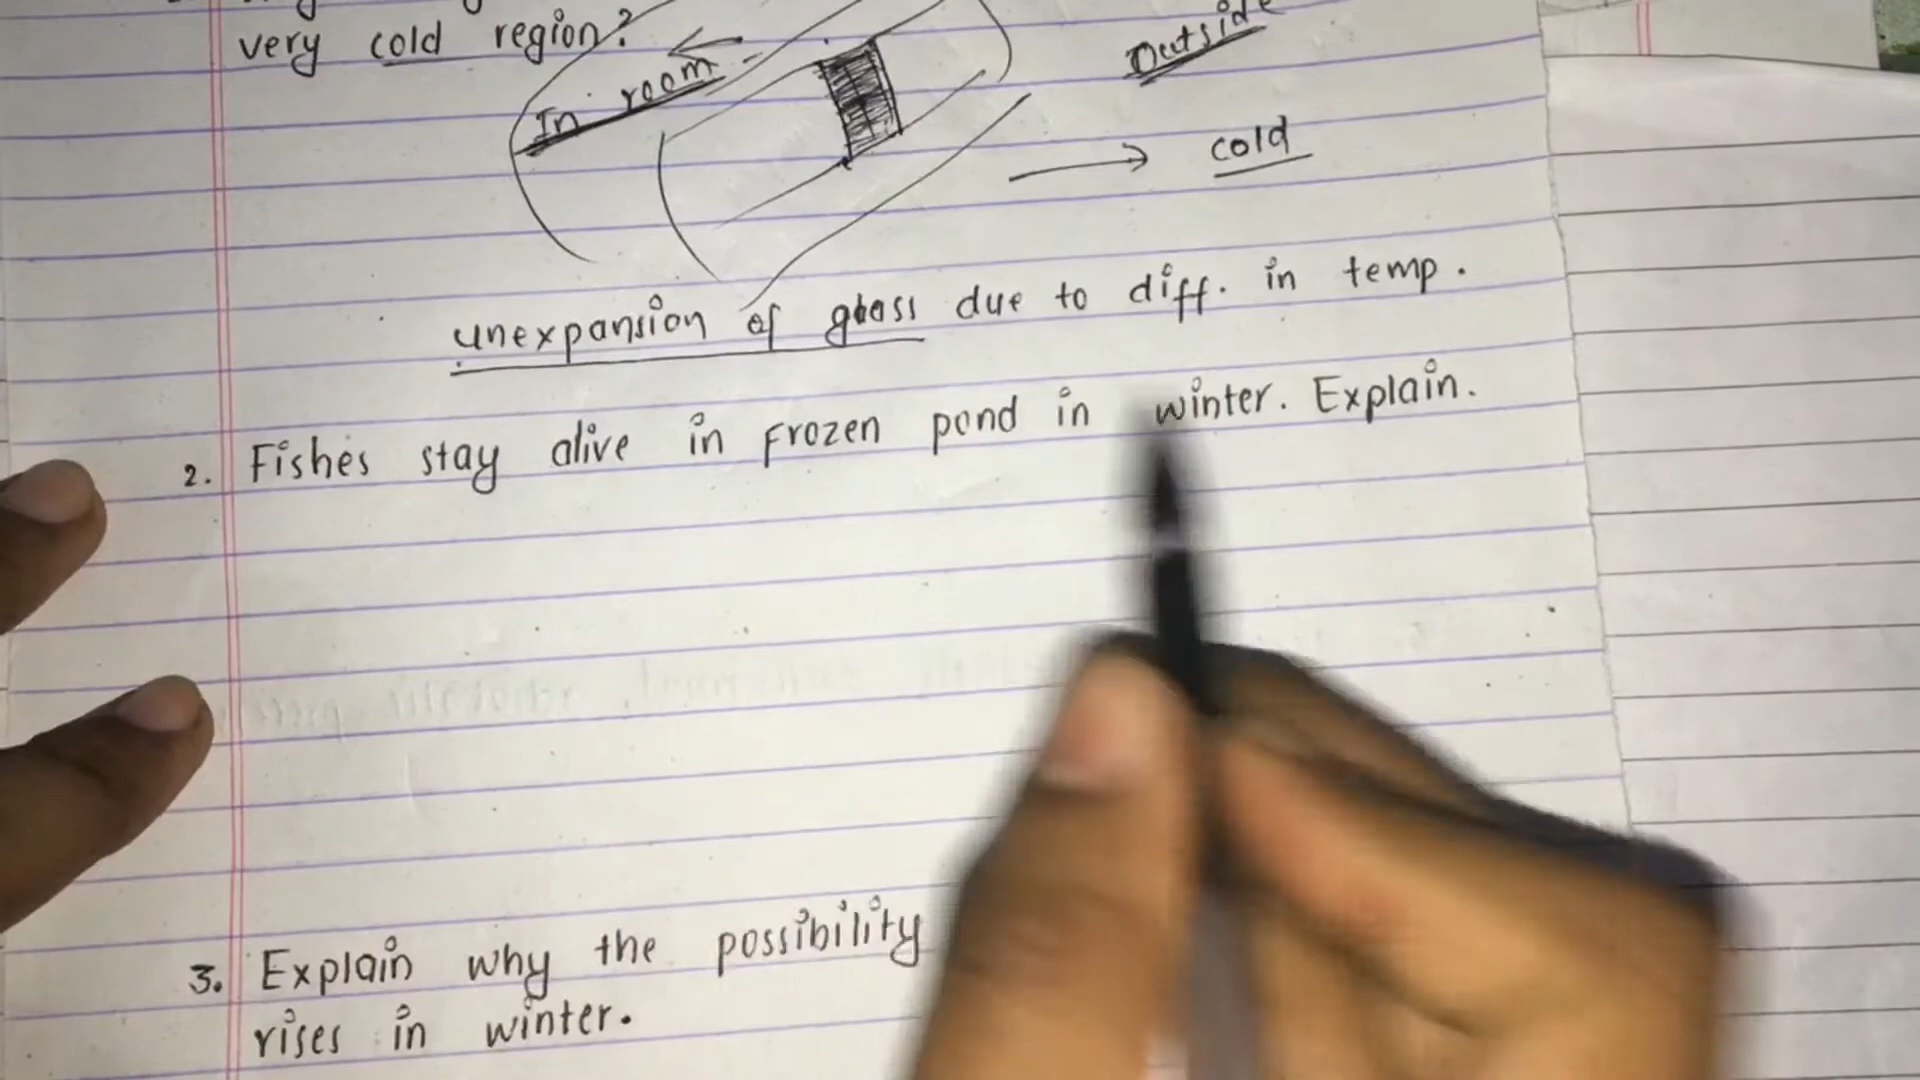 very cold region?
In room
Outside
cold
unexpansion of glass due to diff. in temp.
2. Fishes stay alive in Frozen pond in winter. Explain.
3. Explain why the possibility
rises in winter.